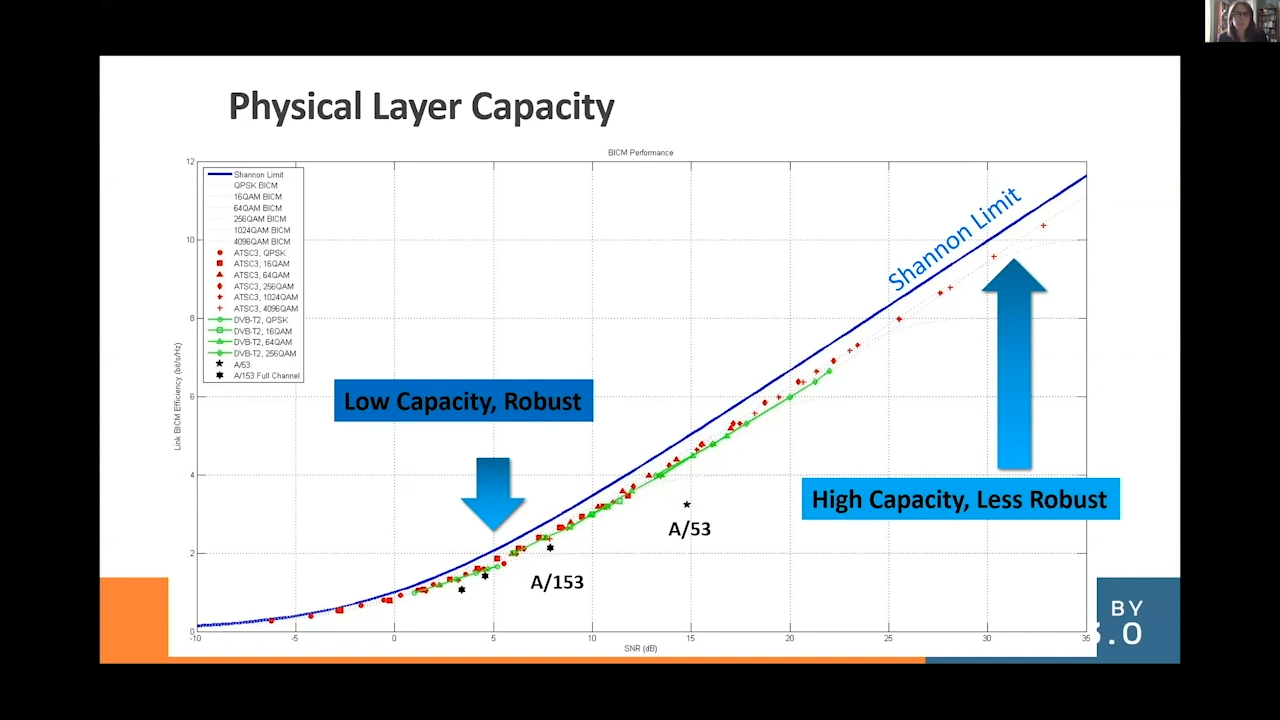 Physical Layer Capacity
BICM Performance
12
10
8
6
4
2
0
Link BICM Efficiency (bit/s/Hz)
Shannon Limit
QPSK BICM
16QAM BICM
64QAM BICM
256QAM BICM
1024QAM BICM
4096QAM BICM
ATSC3, QPSK
ATSC3, 16QAM
ATSC3, 64QAM
ATSC3, 256QAM
ATSC3, 1024QAM
ATSC3, 4096QAM
DVB-T2, QPSK
DVB-T2, 16QAM
DVB-T2, 64QAM
DVB-T2, 256QAM
A/53
A/153 Full Channel
Shannon Limit
Low Capacity, Robust
High Capacity, Less Robust
A/53
A/153
-10 -5 0 5 10 15 20 25 30 35
SNR (dB)
BY
.0